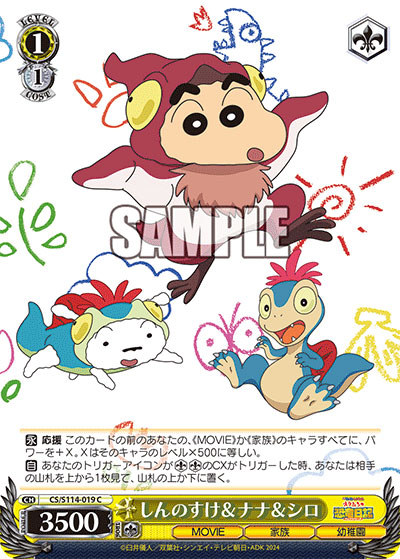 LEVEL
1
1
COST
SAMPLE
永 応援 このカードの前のあなたの、《MOVIE》か《家族》のキャラすべてに、パ
ワーを+X。Xはそのキャラのレベル×500に等しい。
自 あなたのトリガーアイコンが のCXがトリガーした時、あなたは相手
の山札を上から1枚見て、山札の上か下に置く。
CH CS/S114-019 C
3500
しんのすけ&ナナ&シロ
MOVIE 家族 幼稚園
©臼井儀人/双葉社・シンエイ・テレビ朝日・ADK 2024